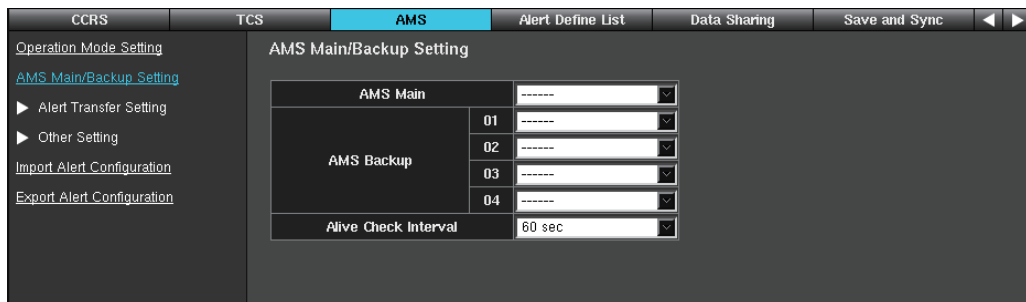 CCRS TCS AMS Alert Define List Data Sharing Save and Sync
Operation Mode Setting
AMS Main/Backup Setting
Alert Transfer Setting
Other Setting
Import Alert Configuration
Export Alert Configuration
AMS Main/Backup Setting
AMS Main ------
AMS Backup
01 ------
02 ------
03 ------
04 ------
Alive Check Interval 60 sec